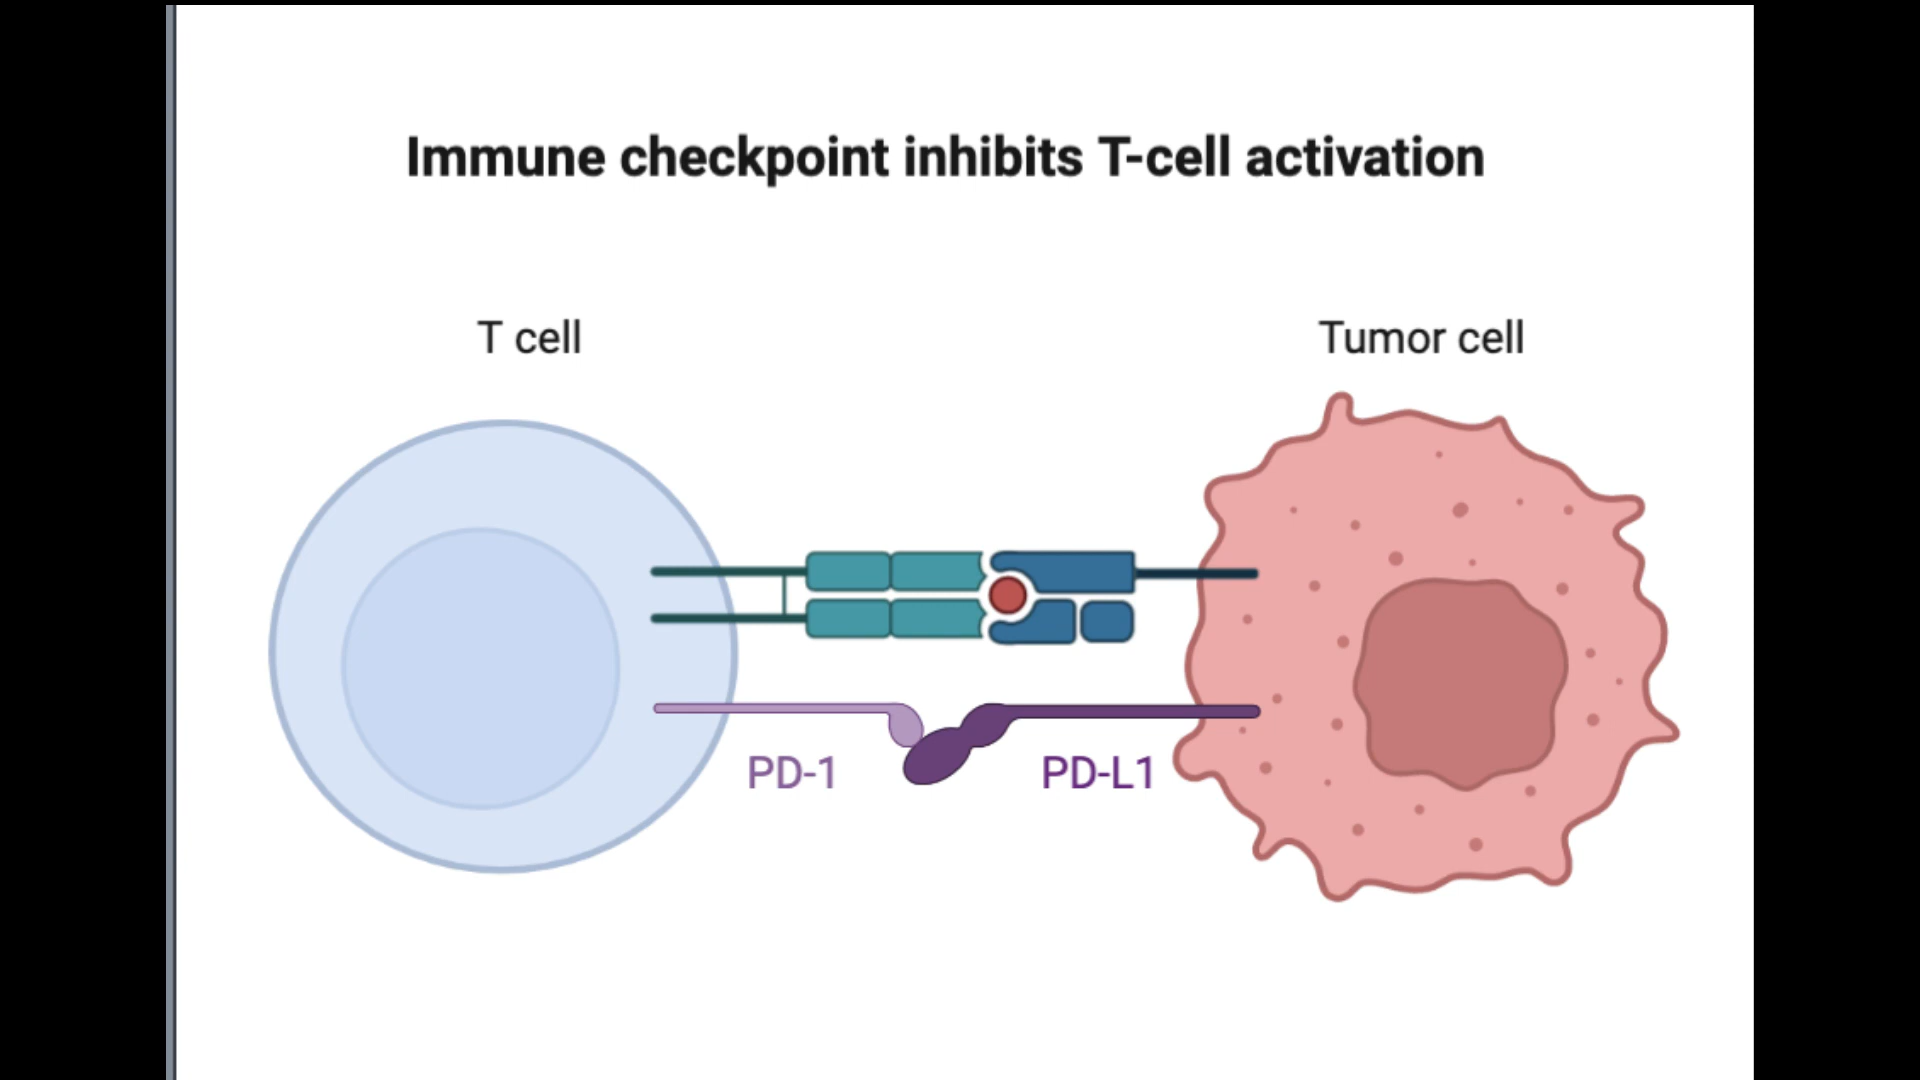 Immune checkpoint inhibits T-cell activation
T cell
Tumor cell
PD-1
PD-L1